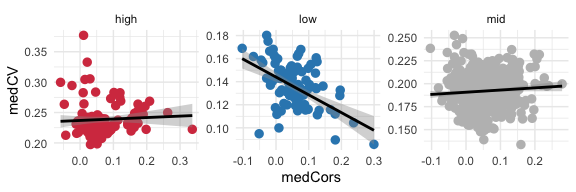 high
low
mid
medCV
0.35
0.30
0.25
0.20
0.18
0.16
0.14
0.12
0.10
0.250
0.225
0.200
0.175
0.150
0.0 0.1 0.2 0.3
-0.1 0.0 0.1 0.2 0.3
-0.1 0.0 0.1 0.2
medCors